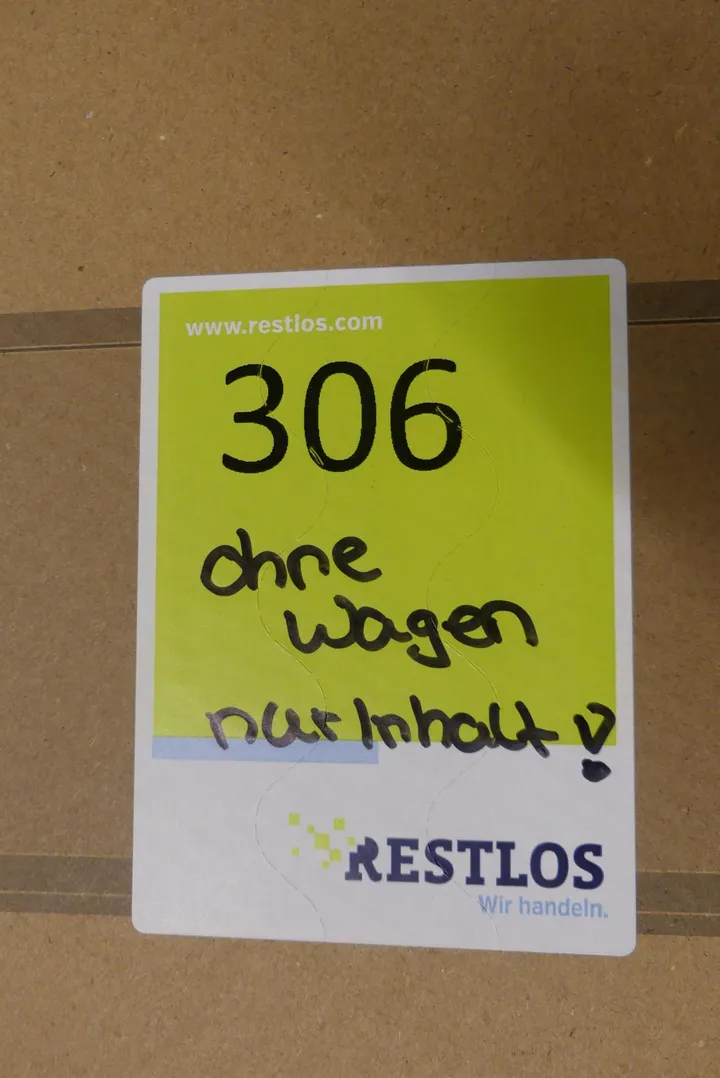 www.restlos.com
306
ohne
Wagen
nur Inhalt!
RESTLOS
Wir handeln.